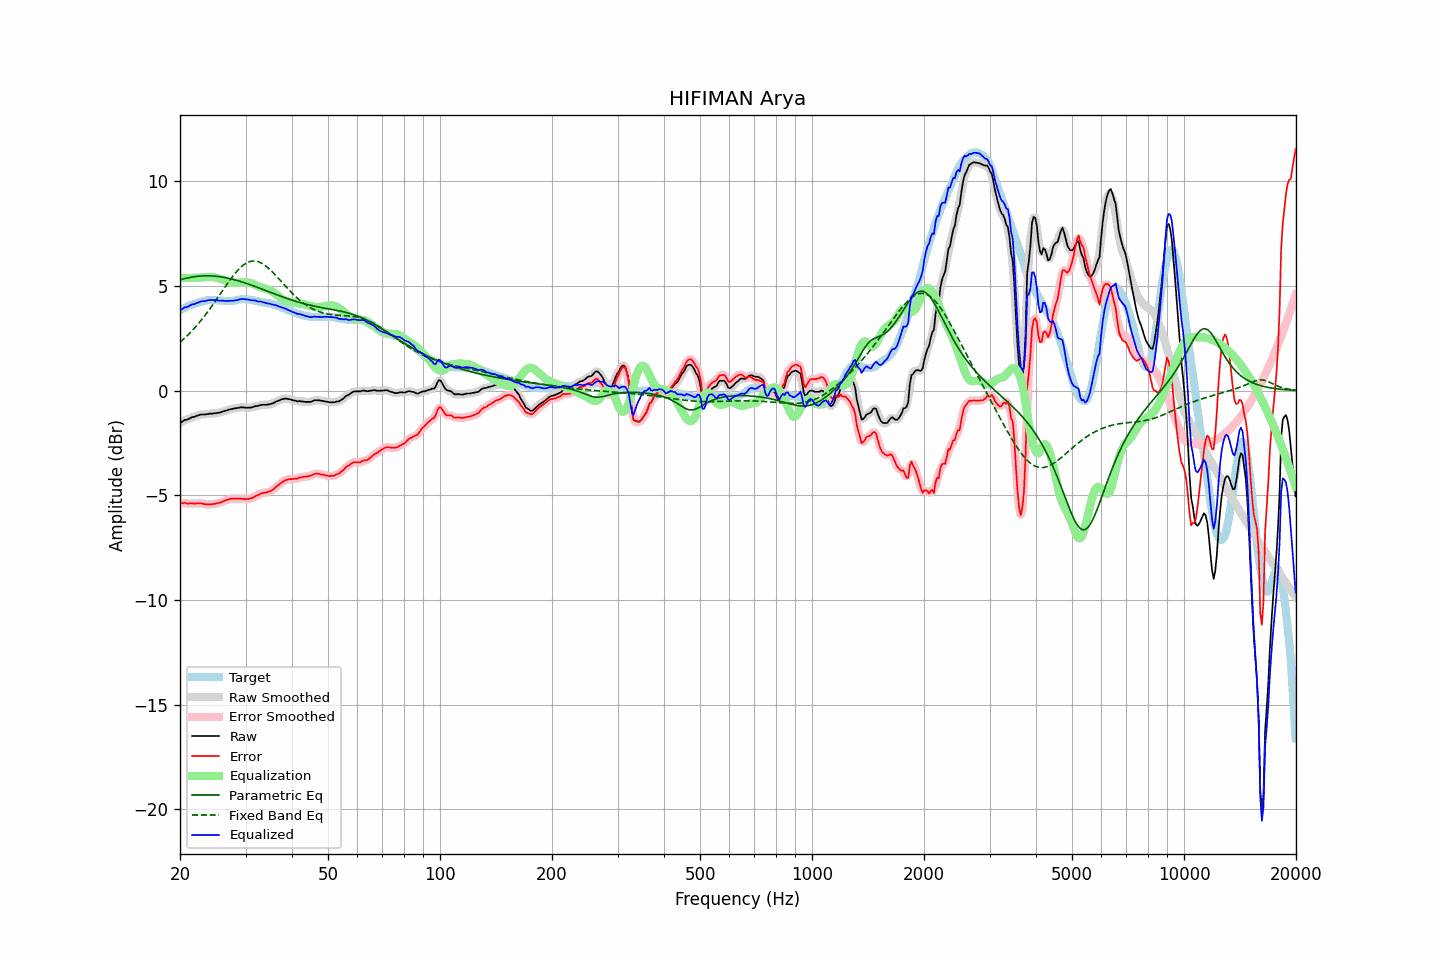 HIFIMAN Arya
Amplitude (dBr)
10
5
0
−5
−10
−15
−20
Target
Raw Smoothed
Error Smoothed
Raw
Error
Equalization
Parametric Eq
Fixed Band Eq
Equalized
20 50 100 200 500 1000 2000 5000 10000 20000
Frequency (Hz)